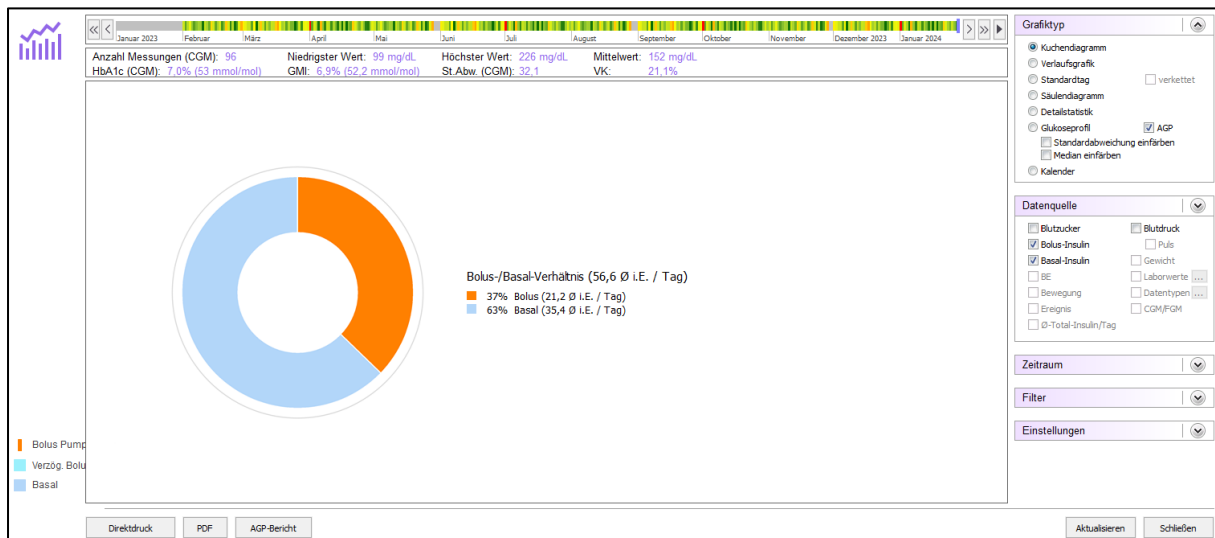 Januar 2023 Februar März April Mai Juni Juli August September Oktober November Dezember 2023 Januar 2024
Anzahl Messungen (CGM): 96 Niedrigster Wert: 99 mg/dL Höchster Wert: 226 mg/dL Mittelwert: 152 mg/dL
HbA1c (CGM): 7,0% (53 mmol/mol) GMI: 6,9% (52,2 mmol/mol) St.Abw. (CGM): 32,1 VK: 21,1%
Bolus-/Basal-Verhältnis (56,6 Ø i.E. / Tag)
37% Bolus (21,2 Ø i.E. / Tag)
63% Basal (35,4 Ø i.E. / Tag)
Bolus Pump
Verzög. Bolu
Basal
Grafiktyp
Kuchendiagramm
Verlaufsgrafik
Standardtag verkettet
Säulendiagramm
Detailstatistik
Glukoseprofil AGP
Standardabweichung einfärben
Median einfärben
Kalender
Datenquelle
Blutzucker Blutdruck
Bolus-Insulin Puls
Basal-Insulin Gewicht
BE Laborwerte ...
Bewegung Datentypen ...
Ereignis CGM/FGM
Ø-Total-Insulin/Tag
Zeitraum
Filter
Einstellungen
Direktdruck PDF AGP-Bericht Aktualisieren Schließen